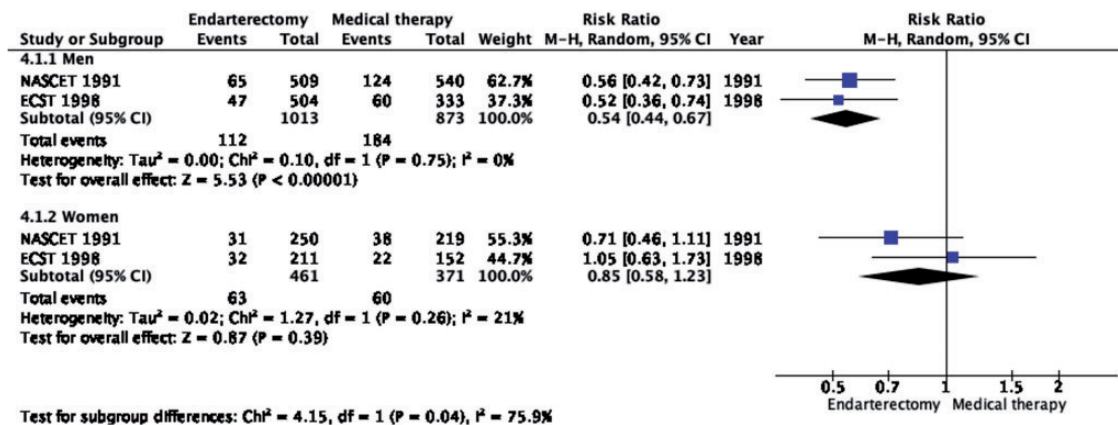 Endarterectomy Medical therapy Risk Ratio Risk Ratio
Study or Subgroup Events Total Events Total Weight M-H, Random, 95% CI Year M-H, Random, 95% CI
4.1.1 Men
NASCET 1991 65 509 124 540 62.7% 0.56 [0.42, 0.73] 1991
ECST 1998 47 504 60 333 37.3% 0.52 [0.36, 0.74] 1998
Subtotal (95% CI) 1013 873 100.0% 0.54 [0.44, 0.67]
Total events 112 184
Heterogeneity: Tau² = 0.00; Chi² = 0.10, df = 1 (P = 0.75); I² = 0%
Test for overall effect: Z = 5.53 (P < 0.00001)
4.1.2 Women
NASCET 1991 31 250 38 219 55.3% 0.71 [0.46, 1.11] 1991
ECST 1998 32 211 22 152 44.7% 1.05 [0.63, 1.73] 1998
Subtotal (95% CI) 461 371 100.0% 0.85 [0.58, 1.23]
Total events 63 60
Heterogeneity: Tau² = 0.02; Chi² = 1.27, df = 1 (P = 0.26); I² = 21%
Test for overall effect: Z = 0.87 (P = 0.39)
0.5 0.7 1 1.5 2
Endarterectomy Medical therapy
Test for subgroup differences: Chi² = 4.15, df = 1 (P = 0.04), I² = 75.9%